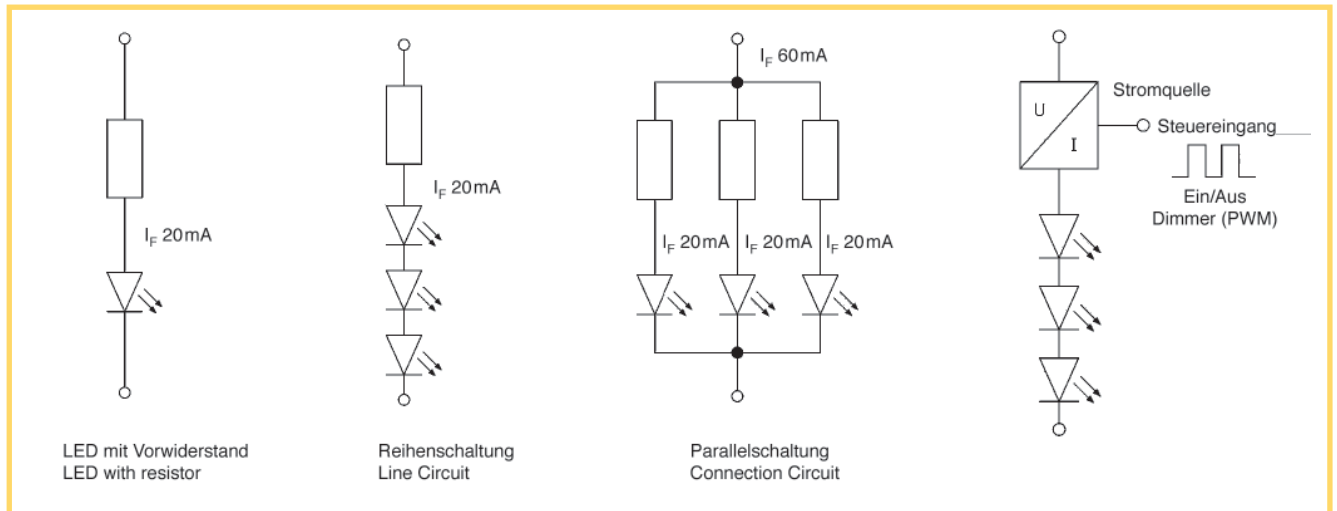 I_F 20mA
LED mit Vorwiderstand
LED with resistor
I_F 20mA
Reihenschaltung
Line Circuit
I_F 60mA
I_F 20mA I_F 20mA I_F 20mA
Parallelschaltung
Connection Circuit
U
I
Stromquelle
Steuereingang
Ein/Aus
Dimmer (PWM)